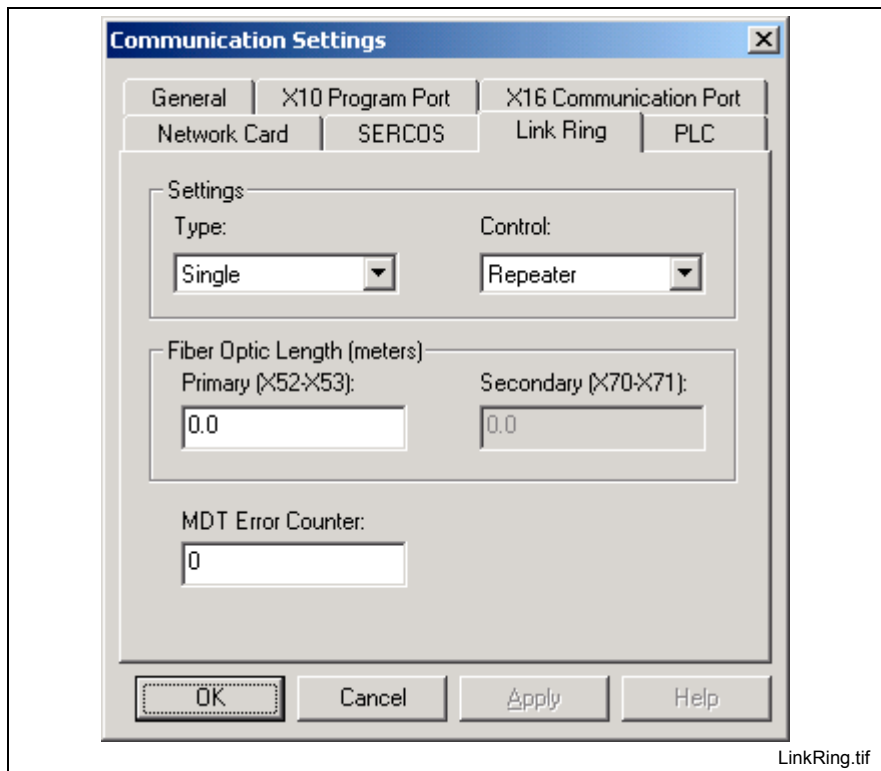 Communication Settings
General X10 Program Port X16 Communication Port
Network Card SERCOS Link Ring PLC
Settings
Type: Control:
Single Repeater
Fiber Optic Length (meters)
Primary (X52-X53): Secondary (X70-X71):
0.0 0.0
MDT Error Counter:
0
OK Cancel Apply Help
LinkRing.tif